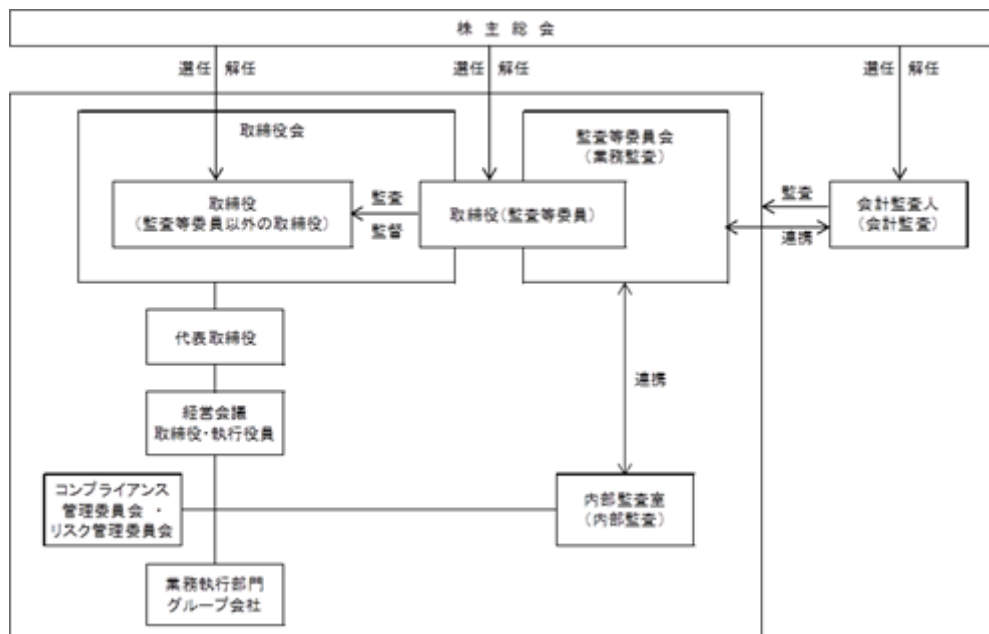 株主総会
選任 解任
選任 解任
選任 解任
取締役会
監査等委員会
(業務監査)
取締役
(監査等委員以外の取締役)
監査
監督
取締役(監査等委員)
監査
連携
会計監査人
(会計監査)
代表取締役
連携
経営会議
取締役・執行役員
コンプライアンス
管理委員会 ・
リスク管理委員会
内部監査室
(内部監査)
業務執行部門
グループ会社